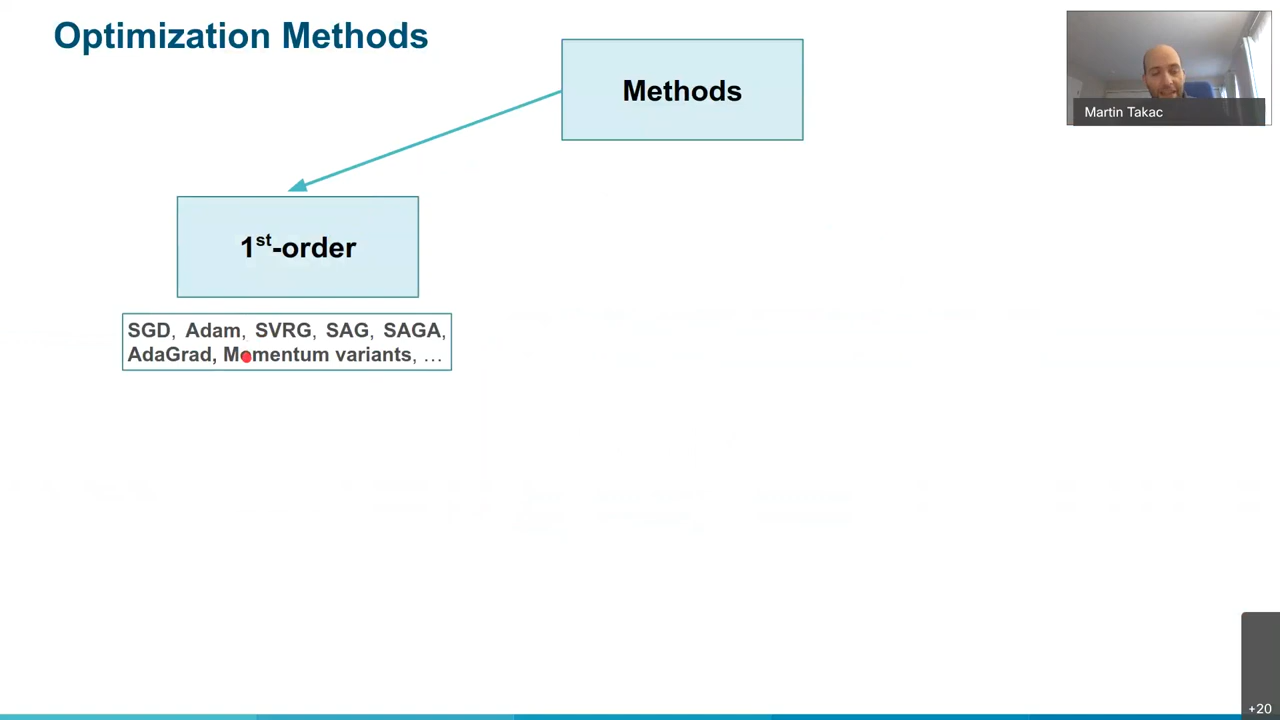 Optimization Methods
Methods
Martin Takac
1st-order
SGD, Adam, SVRG, SAG, SAGA,
AdaGrad, Momentum variants, …
+20